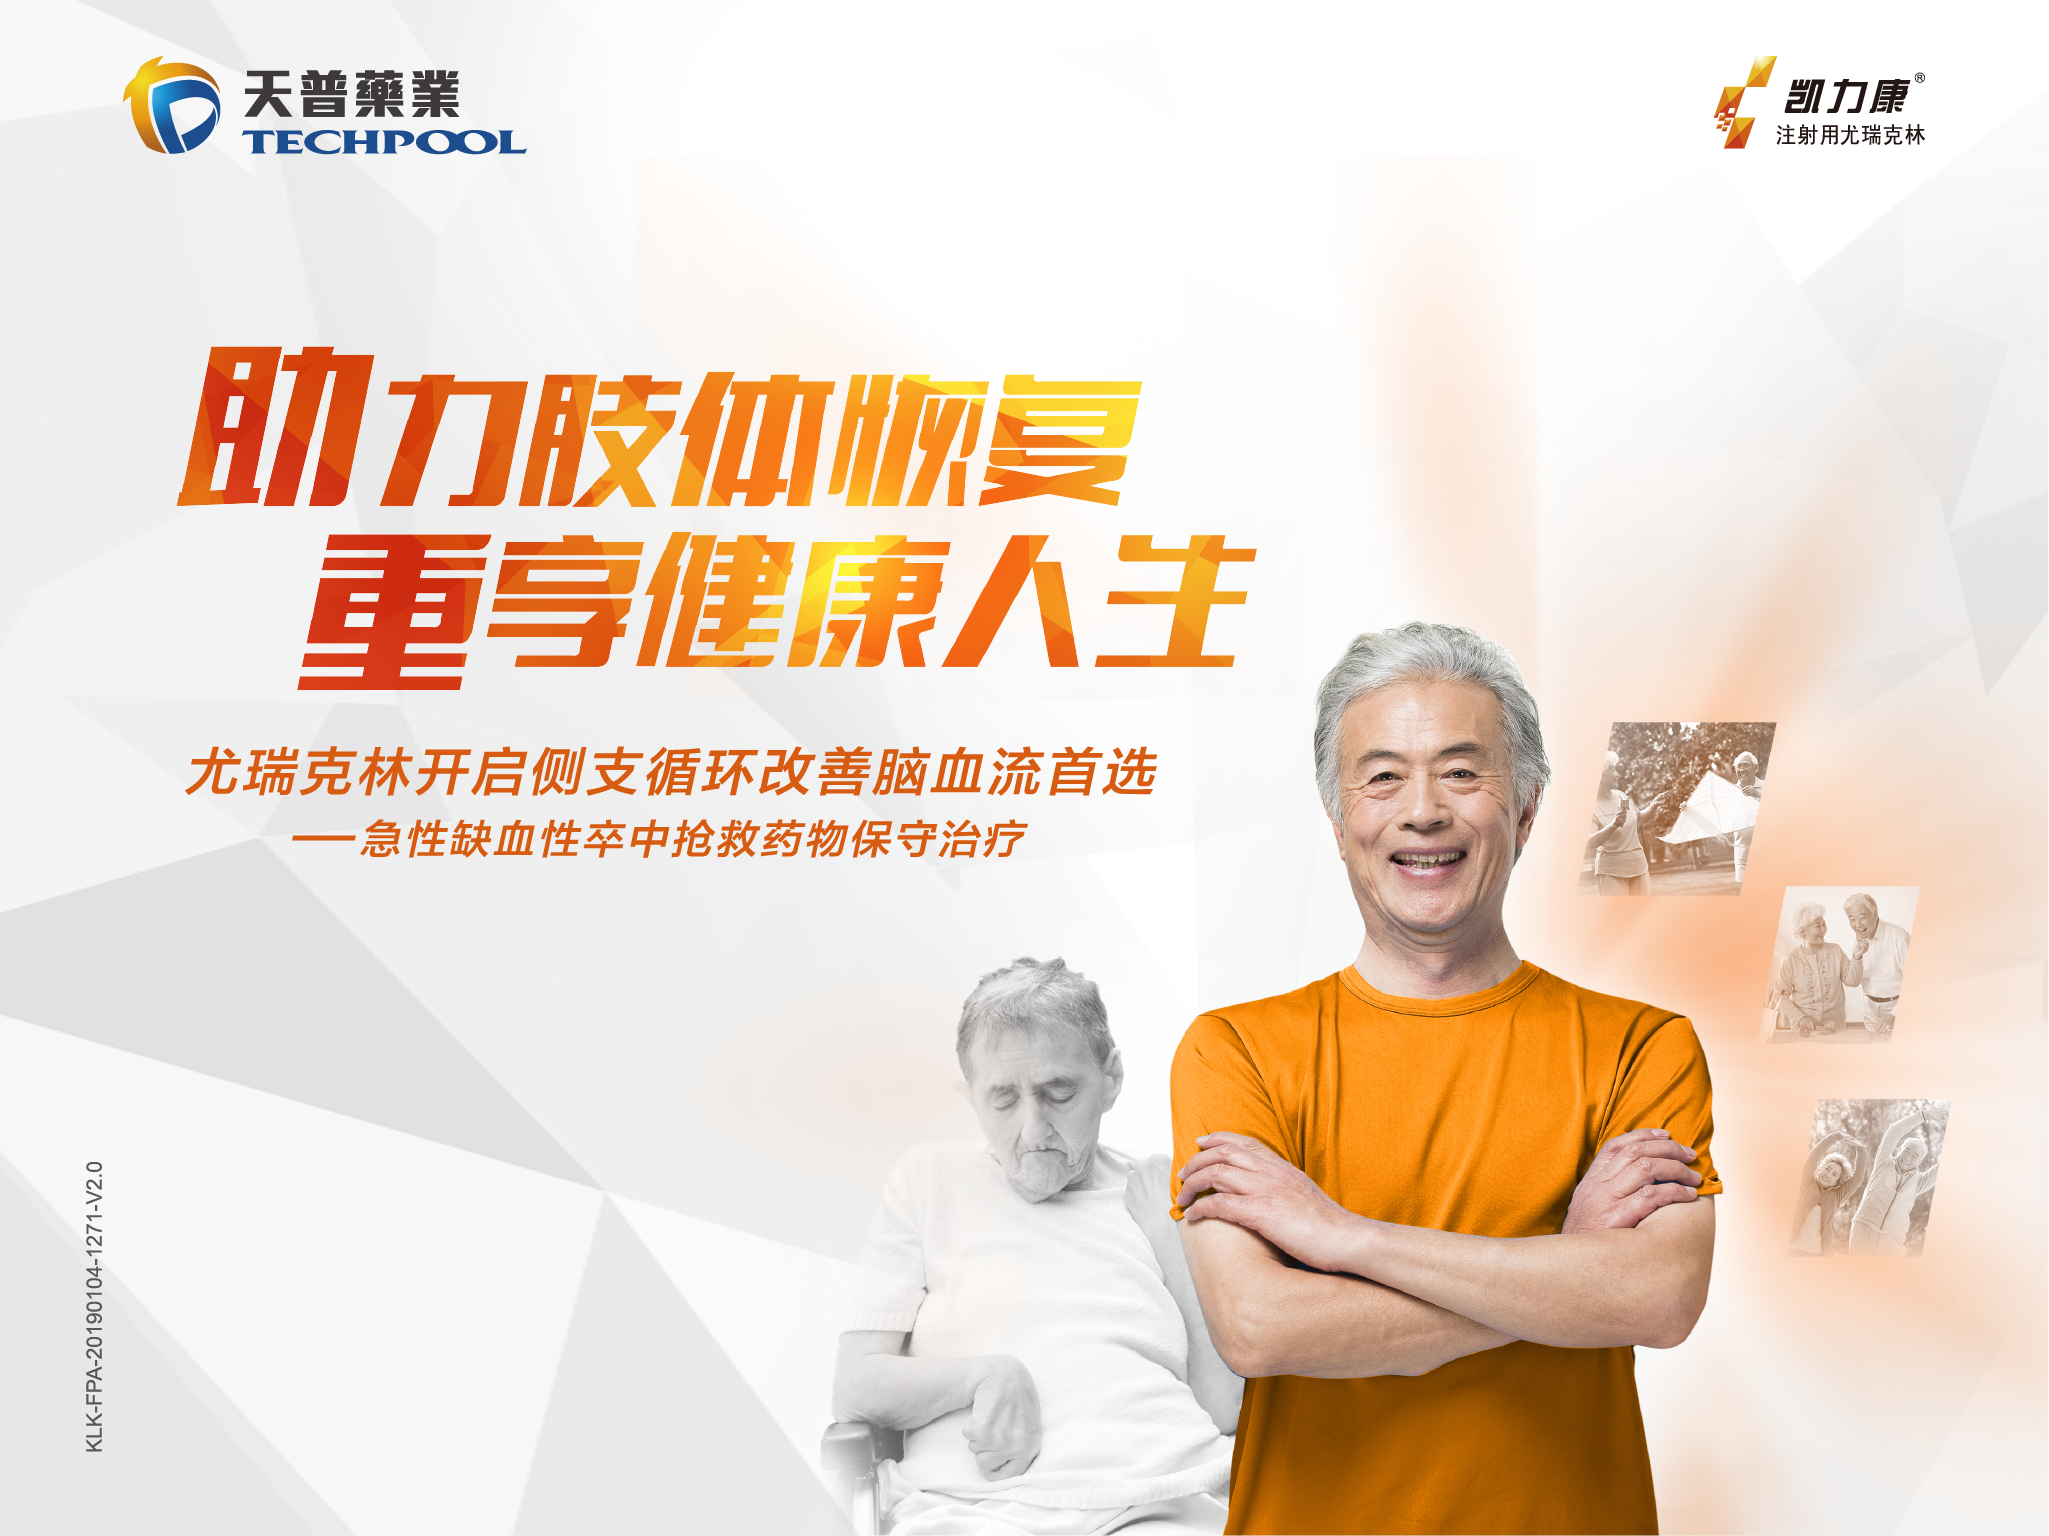 天普藥業
TECHPOOL
凯力康®
注射用尤瑞克林
助力肢体恢复
重享健康人生
尤瑞克林开启侧支循环改善脑血流首选
——急性缺血性卒中抢救药物保守治疗
KLK-FPA-20190104-1271-V2.0